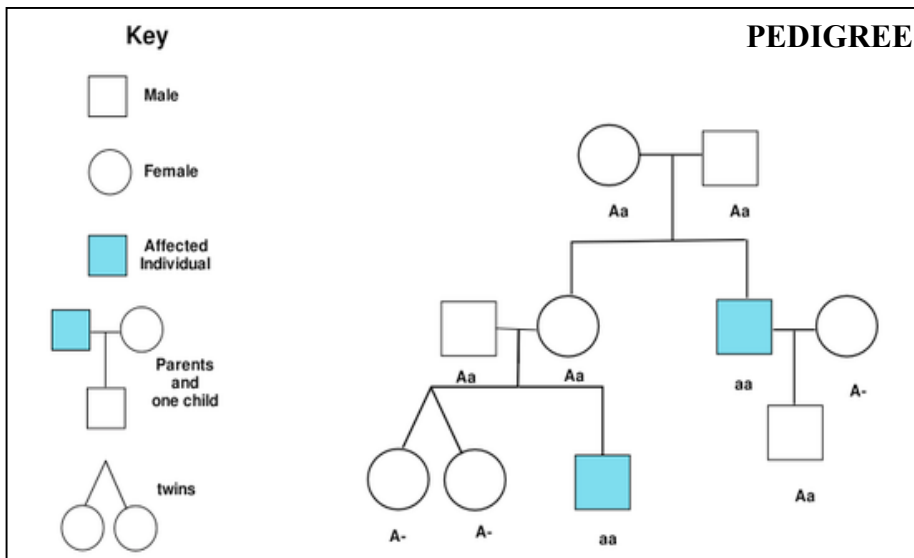 Key
PEDIGREE
Male
Female
Affected
Individual
Parents
and
one child
twins
Aa
Aa
Aa
Aa
aa
A-
Aa
A-
A-
aa